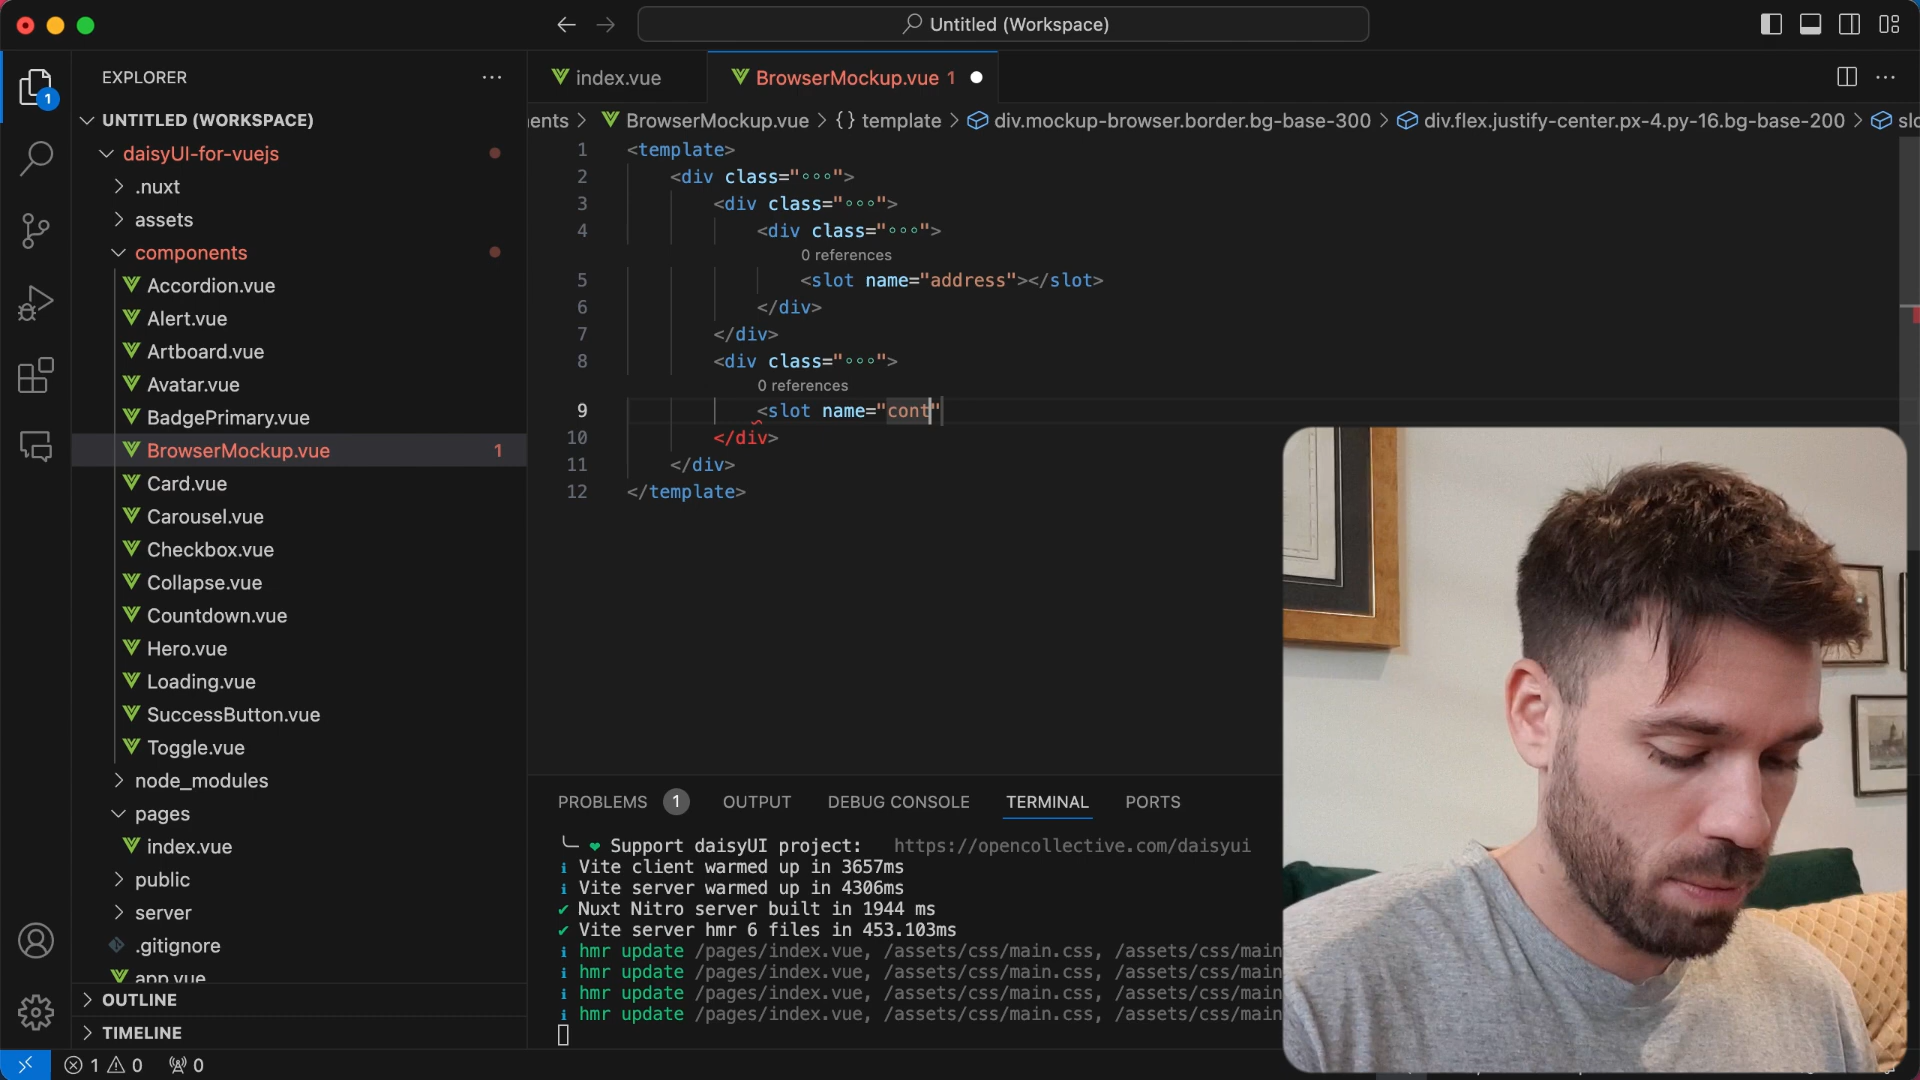 Untitled (Workspace)
EXPLORER
1
UNTITLED (WORKSPACE)
daisyUI-for-vuejs
.nuxt
assets
components
Accordion.vue
Alert.vue
Artboard.vue
Avatar.vue
BadgePrimary.vue
BrowserMockup.vue 1
Card.vue
Carousel.vue
Checkbox.vue
Collapse.vue
Countdown.vue
Hero.vue
Loading.vue
SuccessButton.vue
Toggle.vue
node_modules
pages
index.vue
public
server
.gitignore
app.vue
OUTLINE
TIMELINE
index.vue
BrowserMockup.vue 1
ents > BrowserMockup.vue > {} template > div.mockup-browser.border.bg-base-300 > div.flex.justify-center.px-4.py-16.bg-base-200 > slo
1 <template>
2 <div class="∘∘∘">
3 <div class="∘∘∘">
4 <div class="∘∘∘">
0 references
5 <slot name="address"></slot>
6 </div>
7 </div>
8 <div class="∘∘∘">
0 references
9 <slot name="cont"
10 </div>
11 </div>
12 </template>
PROBLEMS 1 OUTPUT DEBUG CONSOLE TERMINAL PORTS
╰─ ♥ Support daisyUI project: https://opencollective.com/daisyui
ℹ Vite client warmed up in 3657ms
ℹ Vite server warmed up in 4306ms
✔ Nuxt Nitro server built in 1944 ms
✔ Vite server hmr 6 files in 453.103ms
ℹ hmr update /pages/index.vue, /assets/css/main.css, /assets/css/main
ℹ hmr update /pages/index.vue, /assets/css/main.css, /assets/css/main
ℹ hmr update /pages/index.vue, /assets/css/main.css, /assets/css/main
ℹ hmr update /pages/index.vue, /assets/css/main.css, /assets/css/main
1 0 0